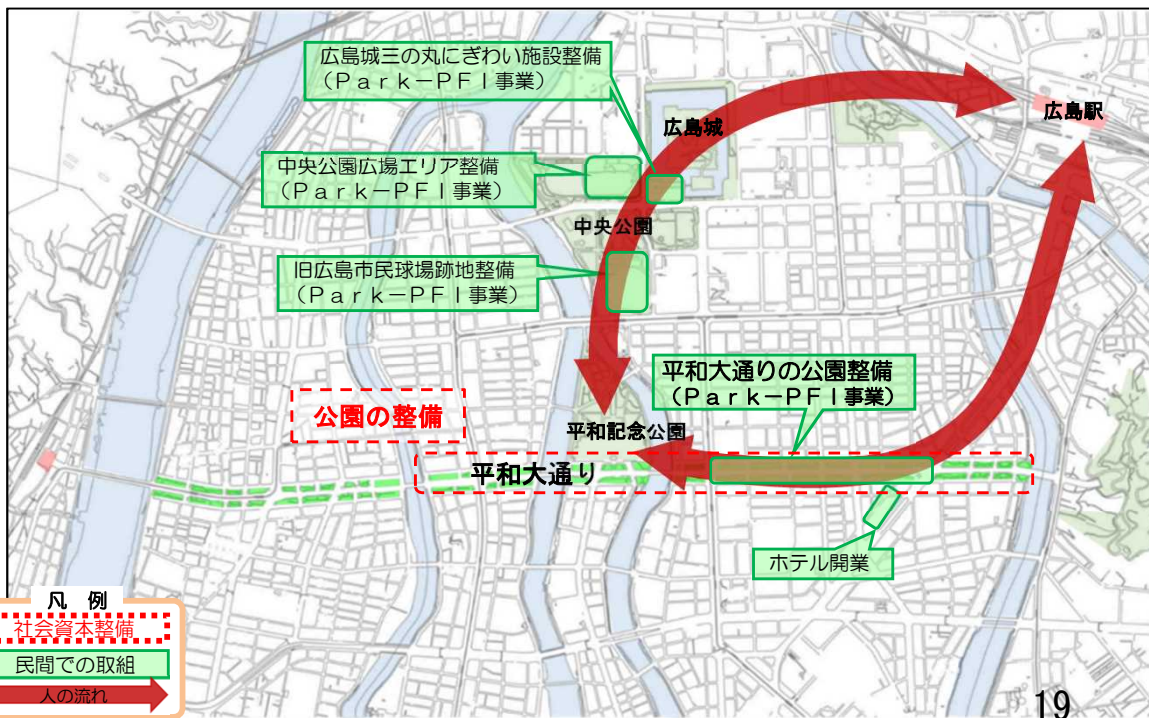 広島城三の丸にぎわい施設整備
(Park－PFI事業)
広島城
広島駅
中央公園広場エリア整備
(Park－PFI事業)
中央公園
旧広島市民球場跡地整備
(Park－PFI事業)
平和大通りの公園整備
(Park－PFI事業)
公園の整備
平和記念公園
平和大通り
ホテル開業
凡 例
社会資本整備
民間での取組
人の流れ
19